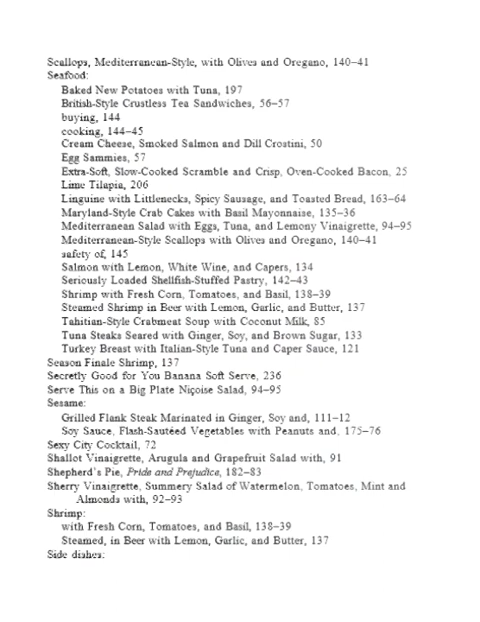 Scallops, Mediterranean-Style, with Olives and Oregano, 140–41
Seafood:
Baked New Potatoes with Tuna, 197
British-Style Crustless Tea Sandwiches, 56–57
buying, 144
cooking, 144–45
Cream Cheese, Smoked Salmon and Dill Crostini, 50
Egg Sammies, 57
Extra-Soft, Slow-Cooked Scramble and Crisp, Oven-Cooked Bacon, 25
Lime Tilapia, 206
Linguine with Littlenecks, Spicy Sausage, and Toasted Bread, 163–64
Maryland-Style Crab Cakes with Basil Mayonnaise, 135–36
Mediterranean Salad with Eggs, Tuna, and Lemony Vinaigrette, 94–95
Mediterranean-Style Scallops with Olives and Oregano, 140–41
safety of, 145
Salmon with Lemon, White Wine, and Capers, 134
Seriously Loaded Shellfish-Stuffed Pastry, 142–43
Shrimp with Fresh Corn, Tomatoes, and Basil, 138–39
Steamed Shrimp in Beer with Lemon, Garlic, and Butter, 137
Tahitian-Style Crabmeat Soup with Coconut Milk, 85
Tuna Steaks Seared with Ginger, Soy, and Brown Sugar, 133
Turkey Breast with Italian-Style Tuna and Caper Sauce, 121
Season Finale Shrimp, 137
Secretly Good for You Banana Soft Serve, 236
Serve This on a Big Plate Niçoise Salad, 94–95
Sesame:
Grilled Flank Steak Marinated in Ginger, Soy and, 111–12
Soy Sauce, Flash-Sautéed Vegetables with Peanuts and, 175–76
Sexy City Cocktail, 72
Shallot Vinaigrette, Arugula and Grapefruit Salad with, 91
Shepherd's Pie, Pride and Prejudice, 182–83
Sherry Vinaigrette, Summery Salad of Watermelon, Tomatoes, Mint and
Almonds with, 92–93
Shrimp:
with Fresh Corn, Tomatoes, and Basil, 138–39
Steamed, in Beer with Lemon, Garlic, and Butter, 137
Side dishes: